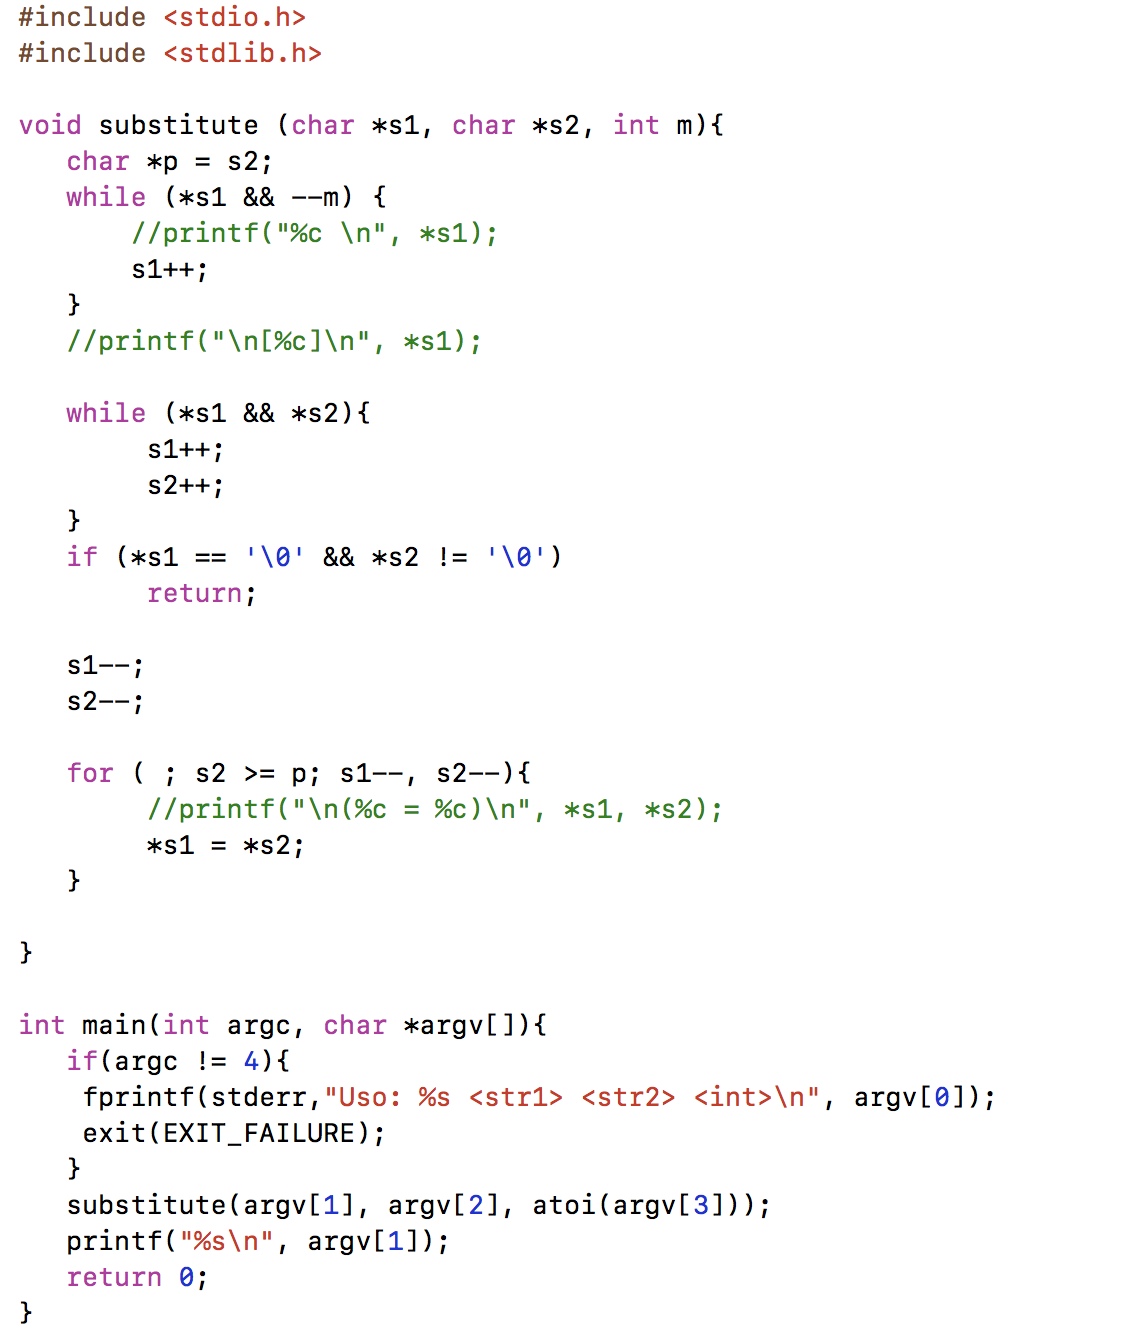 #include <stdio.h>
#include <stdlib.h>

void substitute (char *s1, char *s2, int m){
   char *p = s2;
   while (*s1 && --m) {
       //printf("%c \n", *s1);
       s1++;
   }
   //printf("\n[%c]\n", *s1);

   while (*s1 && *s2){
        s1++;
        s2++;
   }
   if (*s1 == '\0' && *s2 != '\0')
        return;

   s1--;
   s2--;

   for ( ; s2 >= p; s1--, s2--){
        //printf("\n(%c = %c)\n", *s1, *s2);
        *s1 = *s2;
   }

}

int main(int argc, char *argv[]){
   if(argc != 4){
    fprintf(stderr,"Uso: %s <str1> <str2> <int>\n", argv[0]);
    exit(EXIT_FAILURE);
   }
   substitute(argv[1], argv[2], atoi(argv[3]));
   printf("%s\n", argv[1]);
   return 0;
}